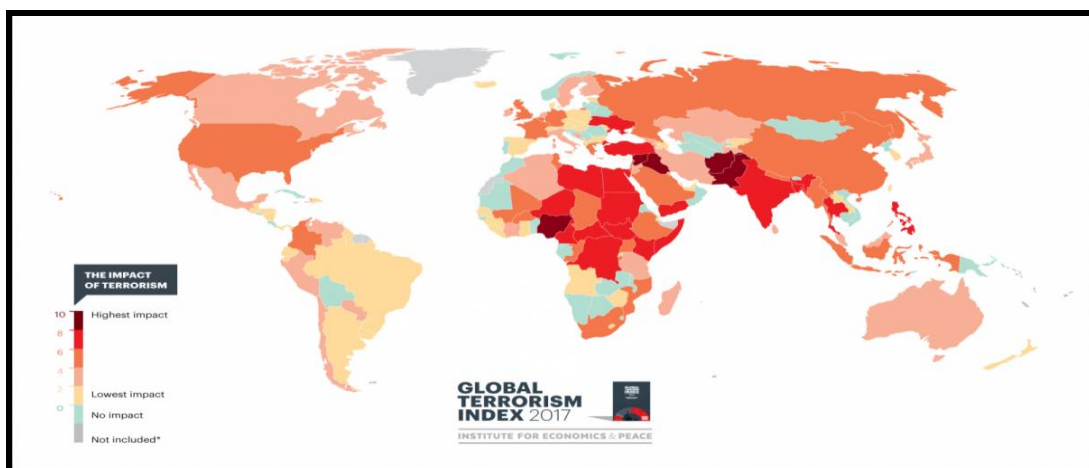 THE IMPACT
OF TERRORISM
10 Highest impact
8
6
4
2 Lowest impact
0 No impact
Not included*
GLOBAL
TERRORISM
INDEX 2017
INSTITUTE FOR ECONOMICS & PEACE